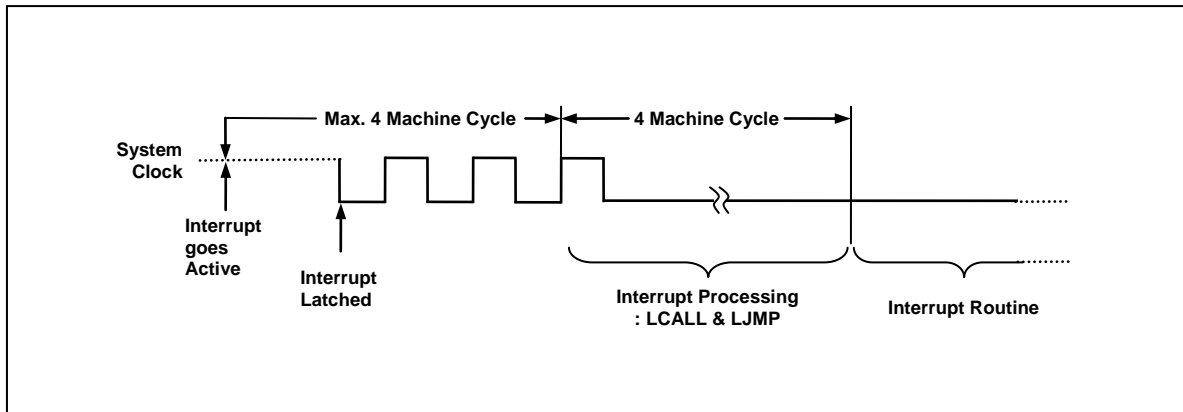 Max. 4 Machine Cycle
4 Machine Cycle
System
Clock
Interrupt
goes
Active
Interrupt
Latched
Interrupt Processing
: LCALL & LJMP
Interrupt Routine